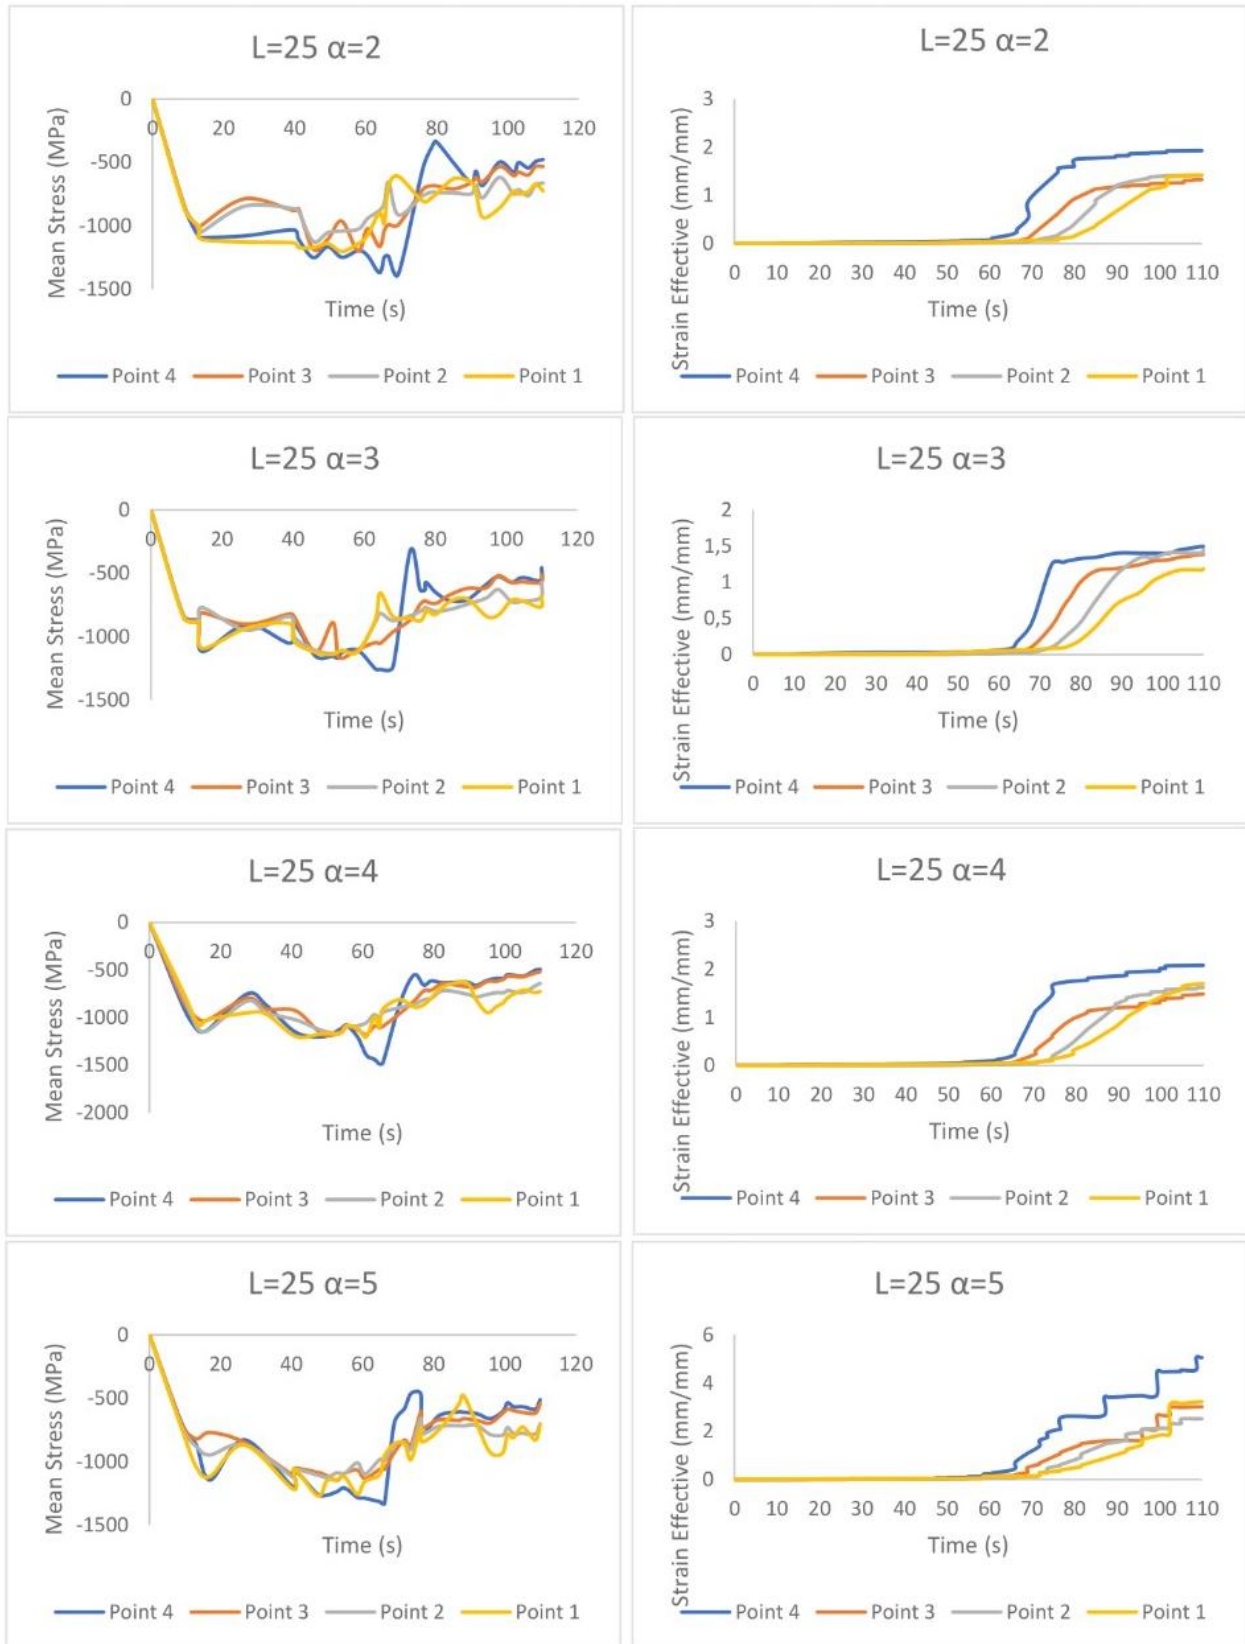 L=25 α=2
Mean Stress (MPa)
0
0 20 40 60 80 100 120
-500
-1000
-1500
Time (s)
Point 4 Point 3 Point 2 Point 1
L=25 α=2
Strain Effective (mm/mm)
3
2
1
0
0 10 20 30 40 50 60 70 80 90 100 110
Time (s)
Point 4 Point 3 Point 2 Point 1
L=25 α=3
Mean Stress (MPa)
0
0 20 40 60 80 100 120
-500
-1000
-1500
Time (s)
Point 4 Point 3 Point 2 Point 1
L=25 α=3
Strain Effective (mm/mm)
2
1,5
1
0,5
0
0 10 20 30 40 50 60 70 80 90 100 110
Time (s)
Point 4 Point 3 Point 2 Point 1
L=25 α=4
Mean Stress (MPa)
0
0 20 40 60 80 100 120
-500
-1000
-1500
-2000
Time (s)
Point 4 Point 3 Point 2 Point 1
L=25 α=4
Strain Effective (mm/mm)
3
2
1
0
0 10 20 30 40 50 60 70 80 90 100 110
Time (s)
Point 4 Point 3 Point 2 Point 1
L=25 α=5
Mean Stress (MPa)
0
0 20 40 60 80 100 120
-500
-1000
-1500
Time (s)
Point 4 Point 3 Point 2 Point 1
L=25 α=5
Strain Effective (mm/mm)
6
4
2
0
0 10 20 30 40 50 60 70 80 90 100 110
Time (s)
Point 4 Point 3 Point 2 Point 1